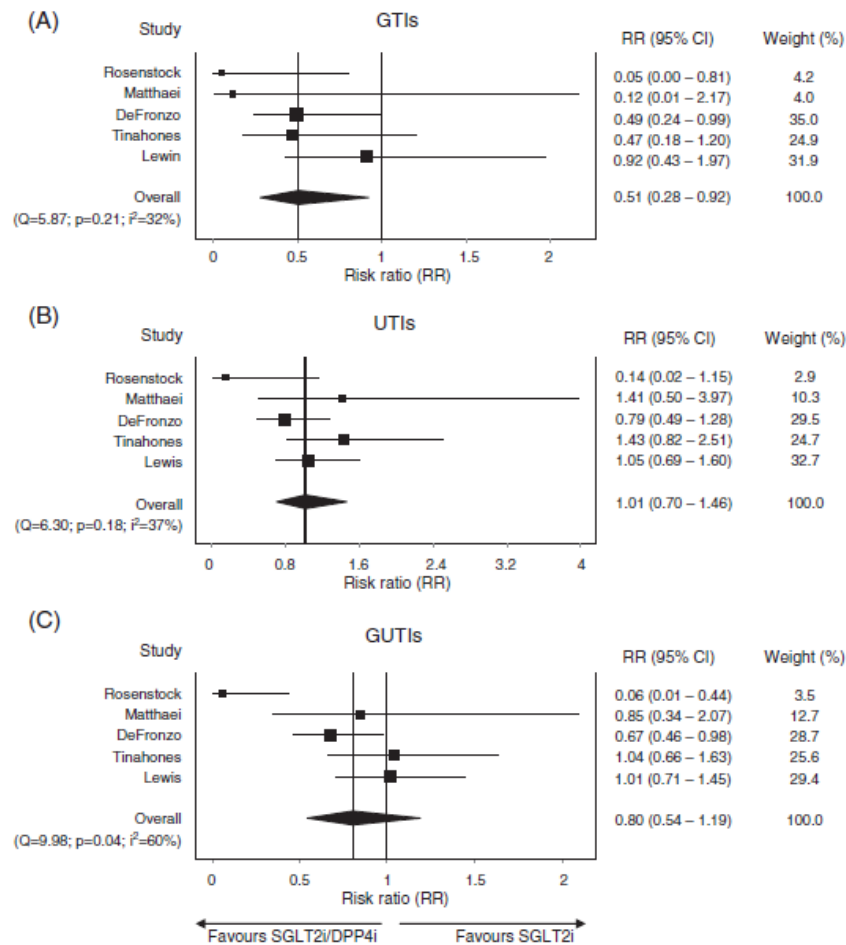 (A)
GTIs
Study RR (95% CI) Weight (%)
Rosenstock 0.05 (0.00 – 0.81) 4.2
Matthaei 0.12 (0.01 – 2.17) 4.0
DeFronzo 0.49 (0.24 – 0.99) 35.0
Tinahones 0.47 (0.18 – 1.20) 24.9
Lewin 0.92 (0.43 – 1.97) 31.9
Overall 0.51 (0.28 – 0.92) 100.0
(Q=5.87; p=0.21; i²=32%)
0 0.5 1 1.5 2
Risk ratio (RR)
(B)
UTIs
Study RR (95% CI) Weight (%)
Rosenstock 0.14 (0.02 – 1.15) 2.9
Matthaei 1.41 (0.50 – 3.97) 10.3
DeFronzo 0.79 (0.49 – 1.28) 29.5
Tinahones 1.43 (0.82 – 2.51) 24.7
Lewis 1.05 (0.69 – 1.60) 32.7
Overall 1.01 (0.70 – 1.46) 100.0
(Q=6.30; p=0.18; i²=37%)
0 0.8 1.6 2.4 3.2 4
Risk ratio (RR)
(C)
GUTIs
Study RR (95% CI) Weight (%)
Rosenstock 0.06 (0.01 – 0.44) 3.5
Matthaei 0.85 (0.34 – 2.07) 12.7
DeFronzo 0.67 (0.46 – 0.98) 28.7
Tinahones 1.04 (0.66 – 1.63) 25.6
Lewis 1.01 (0.71 – 1.45) 29.4
Overall 0.80 (0.54 – 1.19) 100.0
(Q=9.98; p=0.04; i²=60%)
0 0.5 1 1.5 2
Risk ratio (RR)
Favours SGLT2i/DPP4i Favours SGLT2i